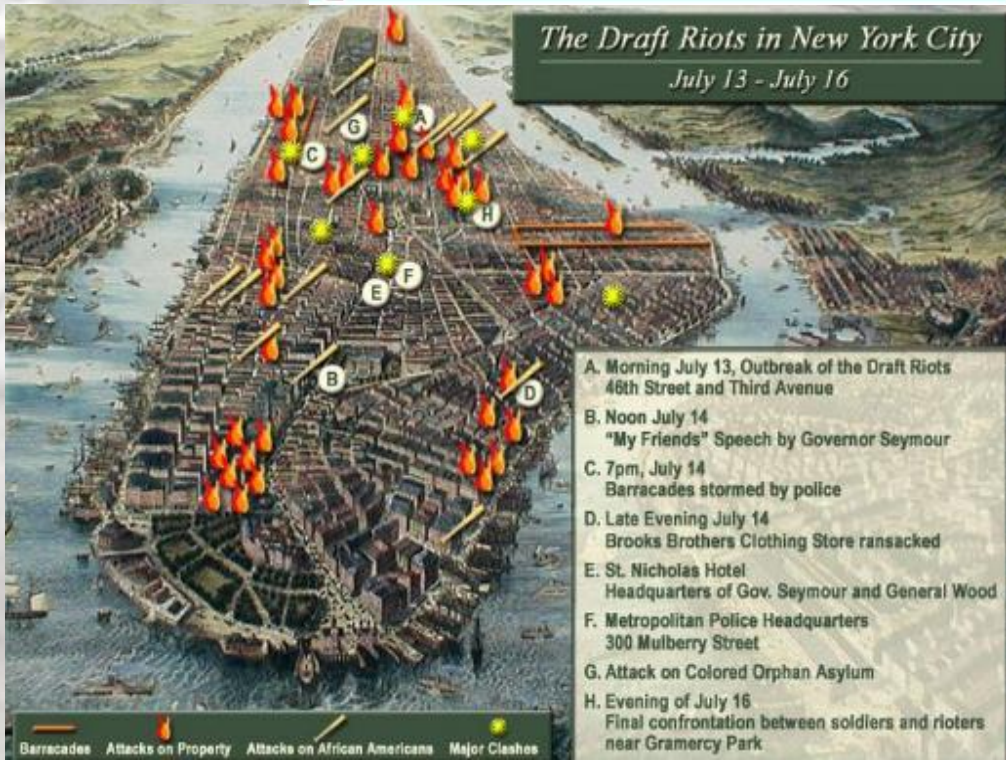 The Draft Riots in New York City
July 13 - July 16
G
A
C
H
F
E
B
D
A. Morning July 13, Outbreak of the Draft Riots
46th Street and Third Avenue
B. Noon July 14
"My Friends" Speech by Governor Seymour
C. 7pm, July 14
Barracades stormed by police
D. Late Evening July 14
Brooks Brothers Clothing Store ransacked
E. St. Nicholas Hotel
Headquarters of Gov. Seymour and General Wood
F. Metropolitan Police Headquarters
300 Mulberry Street
G. Attack on Colored Orphan Asylum
H. Evening of July 16
Final confrontation between soldiers and rioters
near Gramercy Park
Barracades Attacks on Property Attacks on African Americans Major Clashes